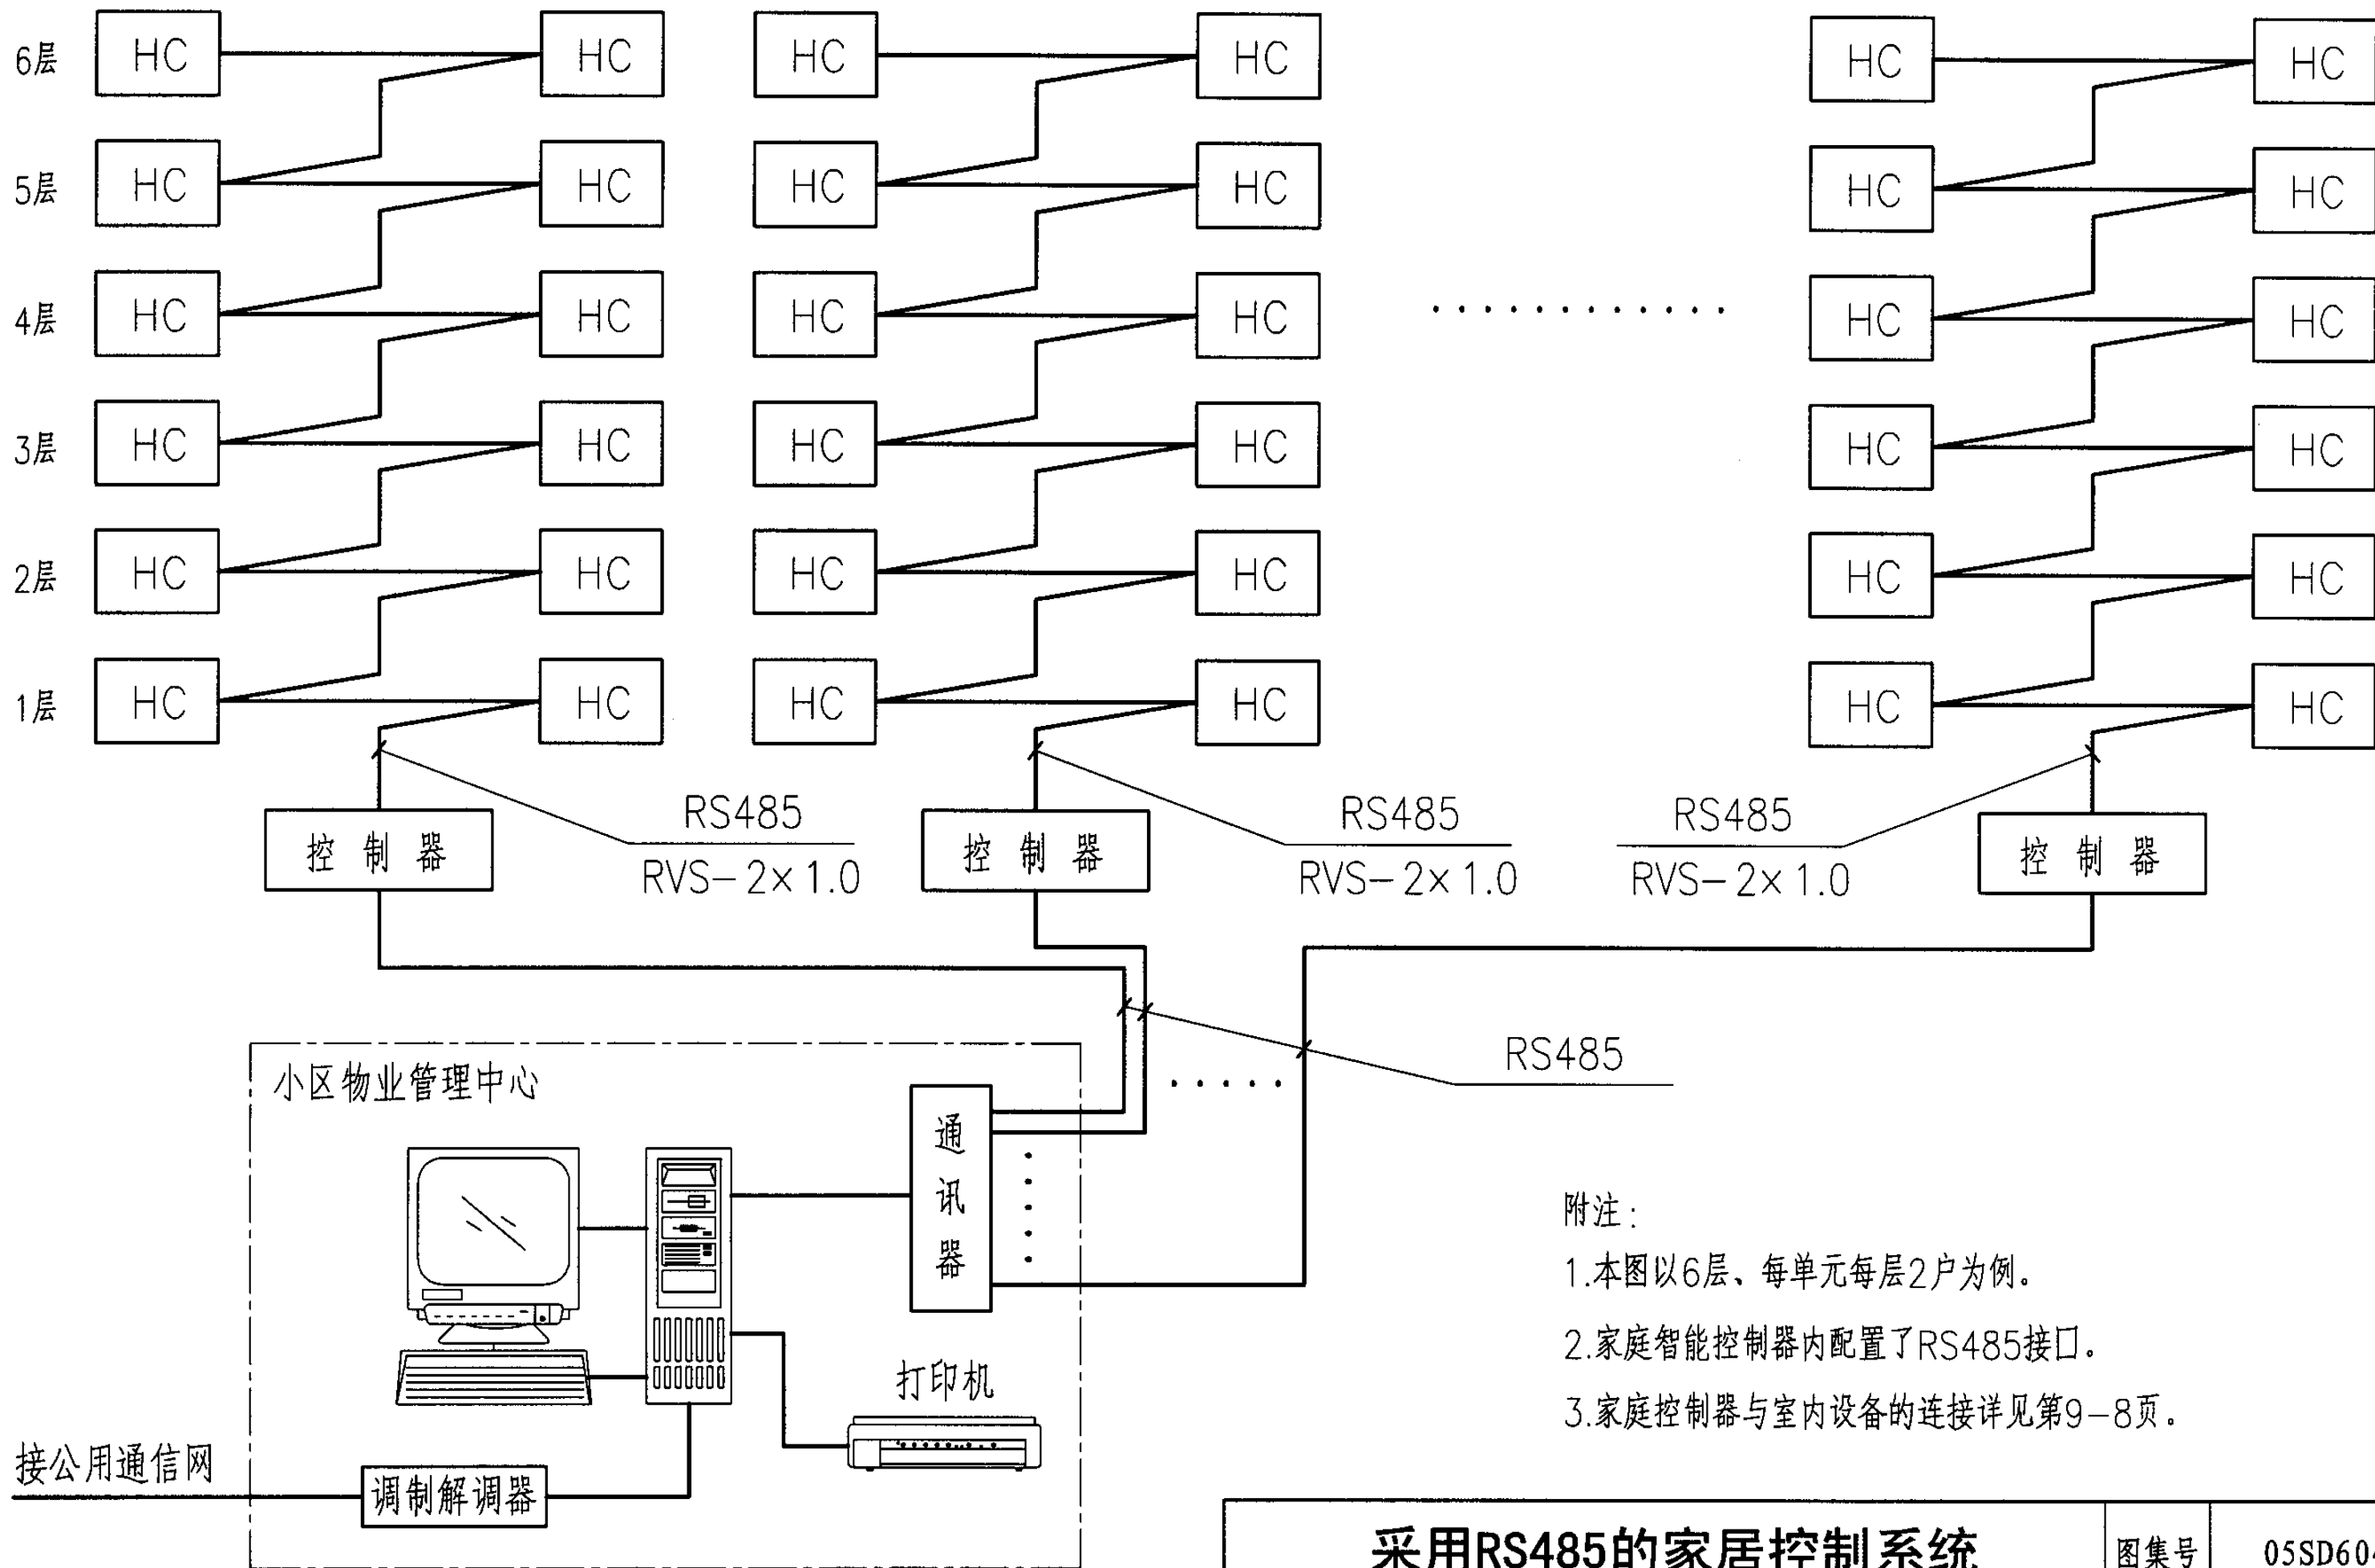 6层 HC HC HC HC HC HC
5层 HC HC HC HC HC HC
4层 HC HC HC HC HC HC
3层 HC HC HC HC HC HC
2层 HC HC HC HC HC HC
1层 HC HC HC HC HC HC
RS485 RS485 RS485
控制器 控制器 控制器
RVS-2×1.0 RVS-2×1.0 RVS-2×1.0
RS485
小区物业管理中心
通讯器
附注:
1.本图以6层、每单元每层2户为例。
2.家庭智能控制器内配置了RS485接口。
3.家庭控制器与室内设备的连接详见第9-8页。
打印机
接公用通信网
调制解调器
采用RS485的家居控制系统 图集号 05SD60